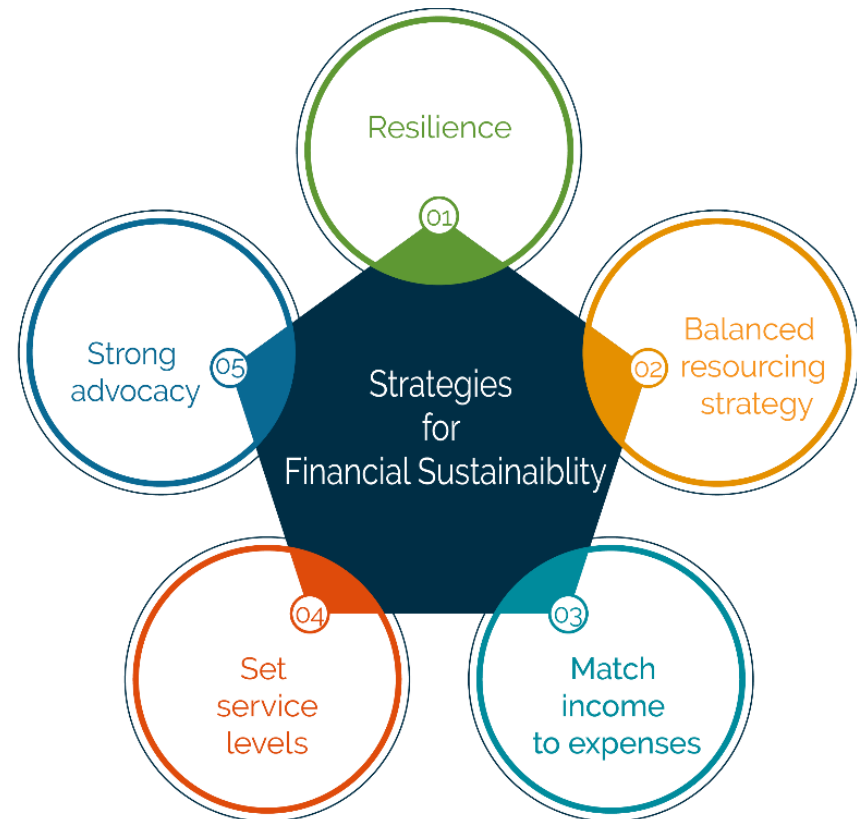 Resilience
01
Balanced
resourcing
strategy
02
Match
income
to expenses
03
Set
service
levels
04
Strong
advocacy
05
Strategies
for
Financial Sustainaiblity